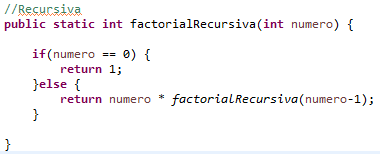 //Recursiva
public static int factorialRecursiva(int numero) {
if(numero == 0) {
return 1;
}else {
return numero * factorialRecursiva(numero-1);
}
}